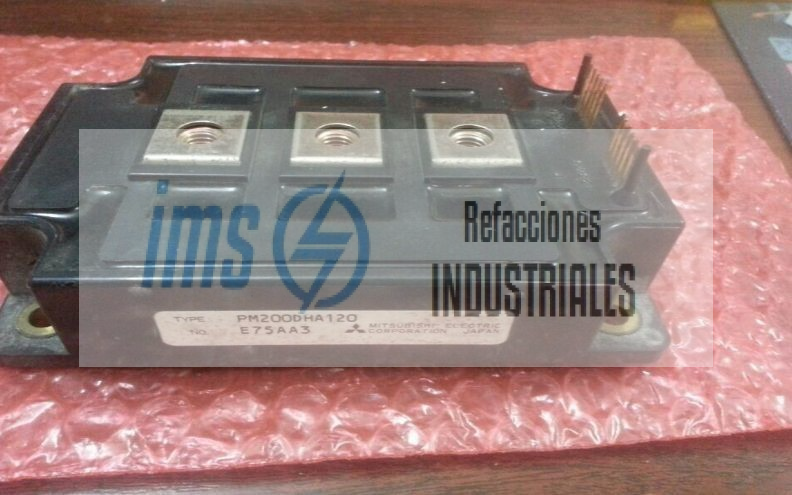 ims
Refacciones
INDUSTRIALES
TYPE PM200DHA120
NO. E75AA3
MITSUBISHI ELECTRIC
CORPORATION JAPAN